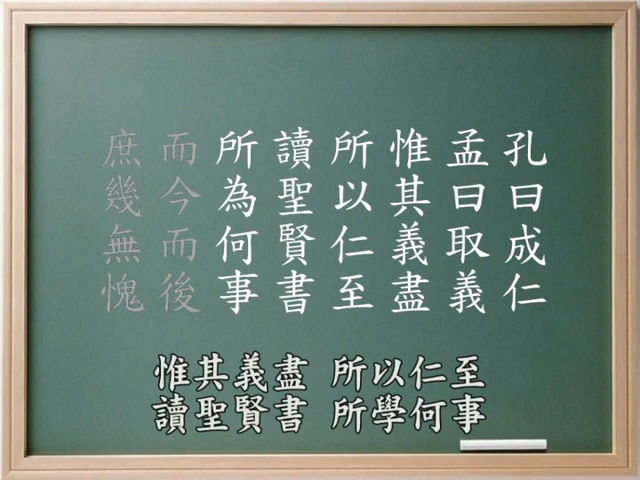 孔曰成仁
孟曰取義
惟其義盡
所以仁至
讀聖賢書
所為何事
而今而後
庶幾無愧
惟其義盡 所以仁至
讀聖賢書 所學何事